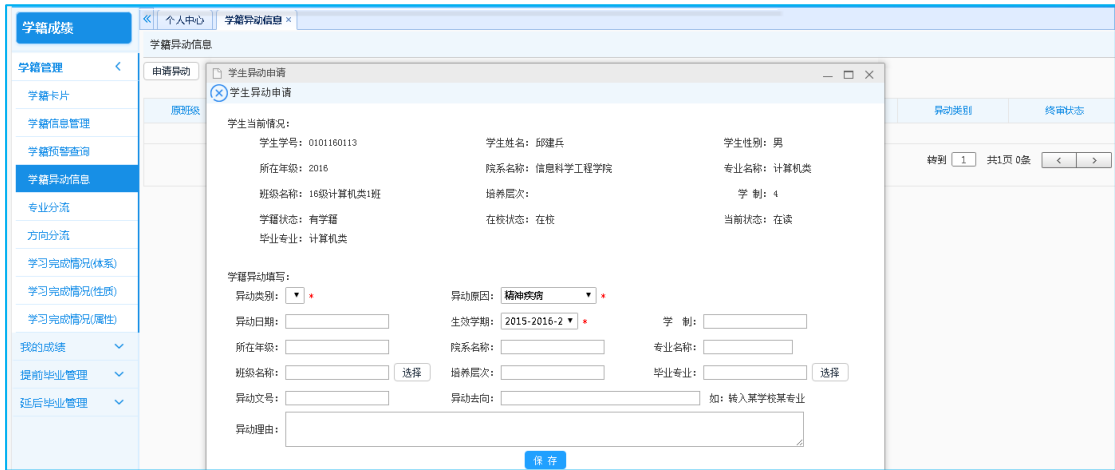 学籍成绩
个人中心 学籍异动信息 ×
学籍异动信息
学籍管理
申请异动
学籍卡片
学籍信息管理
学籍预警查询
学籍异动信息
专业分流
方向分流
学习完成情况(体系)
学习完成情况(性质)
学习完成情况(属性)
我的成绩
提前毕业管理
延后毕业管理
原班级 异动类别 终审状态
转到 1 共1页 0条 < >
学生异动申请
学生异动申请
学生当前情况:
学生学号: 0101160113 学生姓名: 邱建兵 学生性别: 男
所在年级: 2016 院系名称: 信息科学工程学院 专业名称: 计算机类
班级名称: 16级计算机类1班 培养层次: 学 制: 4
学籍状态: 有学籍 在校状态: 在校 当前状态: 在读
毕业专业: 计算机类
学籍异动填写:
异动类别: * 异动原因: 精神疾病 *
异动日期: 生效学期: 2015-2016-2 * 学 制:
所在年级: 院系名称: 专业名称:
班级名称: 选择 培养层次: 毕业专业: 选择
异动文号: 异动去向: 如: 转入某学校某专业
异动理由:
保 存